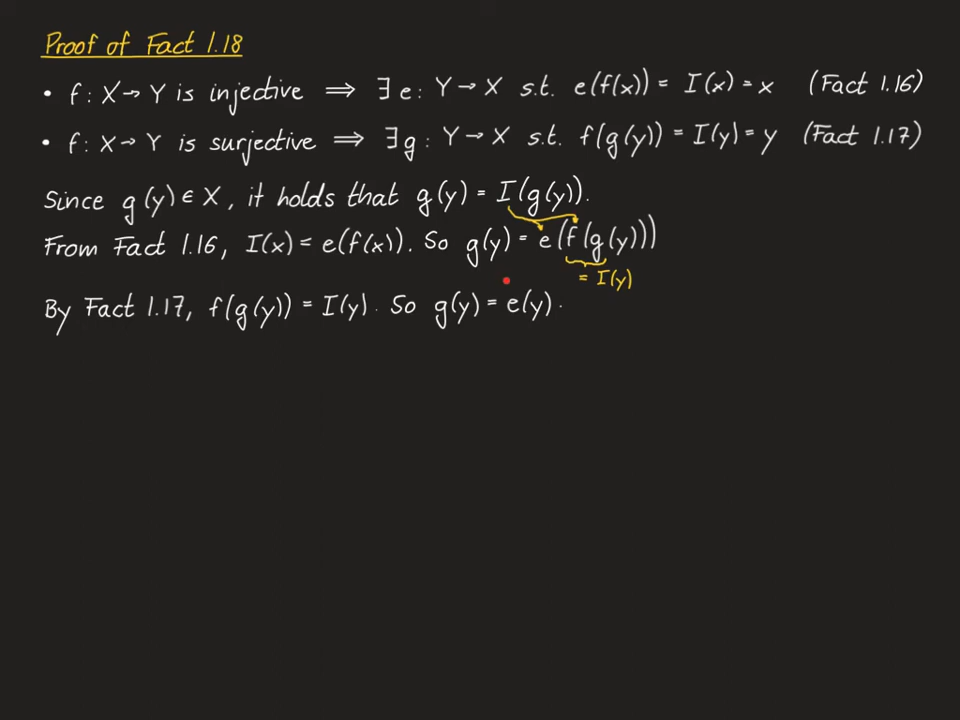 Proof of Fact 1.18
• f: X → Y is injective ⟹ ∃ e: Y → X s.t. e(f(x)) = I(x) = x (Fact 1.16)
• f: X → Y is surjective ⟹ ∃ g: Y → X s.t. f(g(y)) = I(y) = y (Fact 1.17)
Since g(y) ∈ X, it holds that g(y) = I(g(y)).
From Fact 1.16, I(x) = e(f(x)). So g(y) = e(f(g(y)))
= I(y)
By Fact 1.17, f(g(y)) = I(y). So g(y) = e(y).